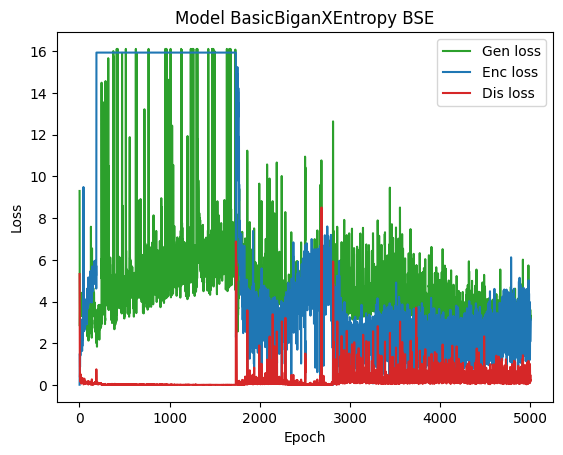 Model BasicBiganXEntropy BSE
Gen loss
Enc loss
Dis loss
Loss
16
14
12
10
8
6
4
2
0
0 1000 2000 3000 4000 5000
Epoch